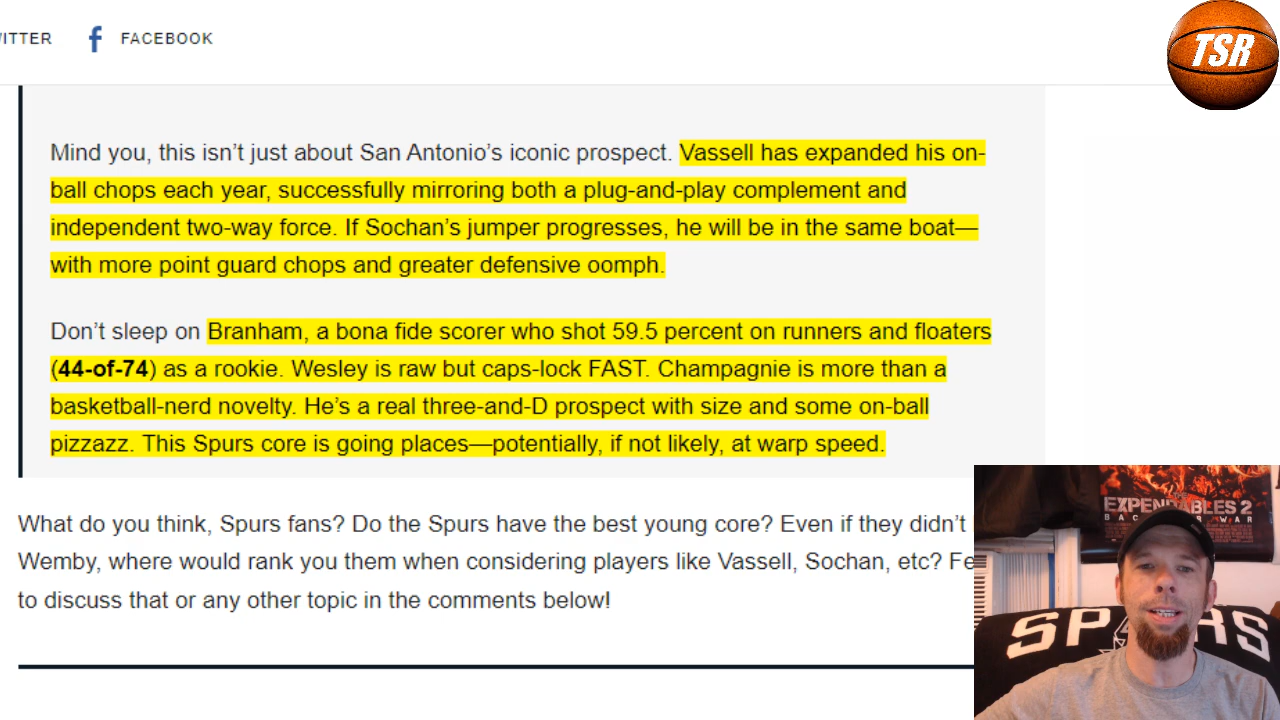 FACEBOOK
TSR
Mind you, this isn’t just about San Antonio’s iconic prospect. Vassell has expanded his on-
ball chops each year, successfully mirroring both a plug-and-play complement and
independent two-way force. If Sochan’s jumper progresses, he will be in the same boat—
with more point guard chops and greater defensive oomph.
Don’t sleep on Branham, a bona fide scorer who shot 59.5 percent on runners and floaters
(44-of-74) as a rookie. Wesley is raw but caps-lock FAST. Champagnie is more than a
basketball-nerd novelty. He’s a real three-and-D prospect with size and some on-ball
pizzazz. This Spurs core is going places—potentially, if not likely, at warp speed.
What do you think, Spurs fans? Do the Spurs have the best young core? Even if they didn’t
Wemby, where would rank you them when considering players like Vassell, Sochan, etc?
to discuss that or any other topic in the comments below!
EXPENDABLES 2